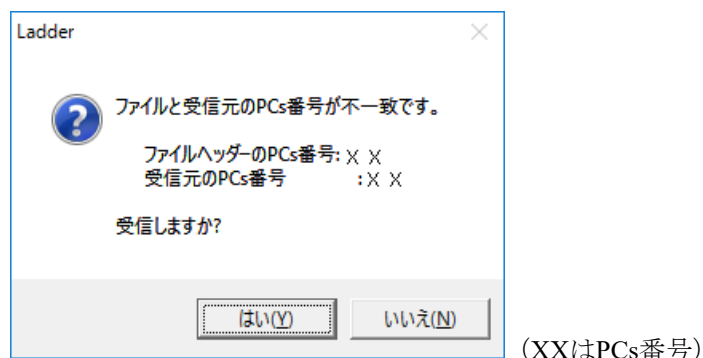 Ladder
ファイルと受信元のPCs番号が不一致です。
ファイルヘッダーのPCs番号: X X
受信元のPCs番号 :X X
受信しますか?
はい(Y) いいえ(N)
(XXはPCs番号)